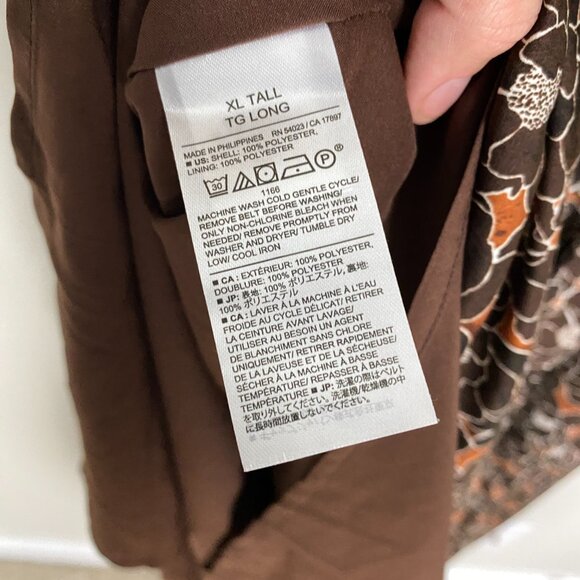 XL TALL
TG LONG
MADE IN PHILIPPINES RN 54023 / CA 17897
■ US: SHELL: 100% POLYESTER,
LINING: 100% POLYESTER
30 P ®
1166
MACHINE WASH COLD GENTLE CYCLE/
REMOVE BELT BEFORE WASHING/
ONLY NON-CHLORINE BLEACH WHEN
NEEDED/ REMOVE PROMPTLY FROM
WASHER AND DRYER/ TUMBLE DRY
LOW/ COOL IRON
■ CA : EXTÉRIEUR: 100% POLYESTER,
DOUBLURE: 100% POLYESTER
■ JP: 表地: 100% ポリエステル, 裏地:
100% ポリエステル
■ CA : LAVER À LA MACHINE À L'EAU
FROIDE AU CYCLE DÉLICAT/ RETIRER
LA CEINTURE AVANT LAVAGE/
UTILISER AU BESOIN UN AGENT
DE BLANCHIMENT SANS CHLORE
UNIQUEMENT/ RETIRER RAPIDEMENT
DE LA LAVEUSE ET DE LA SÉCHEUSE/
SÉCHER À LA MACHINE À BASSE
TEMPÉRATURE/ REPASSER À BASSE
TEMPÉRATURE ■ JP: 洗濯の際はベルト
を取り外してください。洗濯機/乾燥機の中
に長時間放置しないでください。